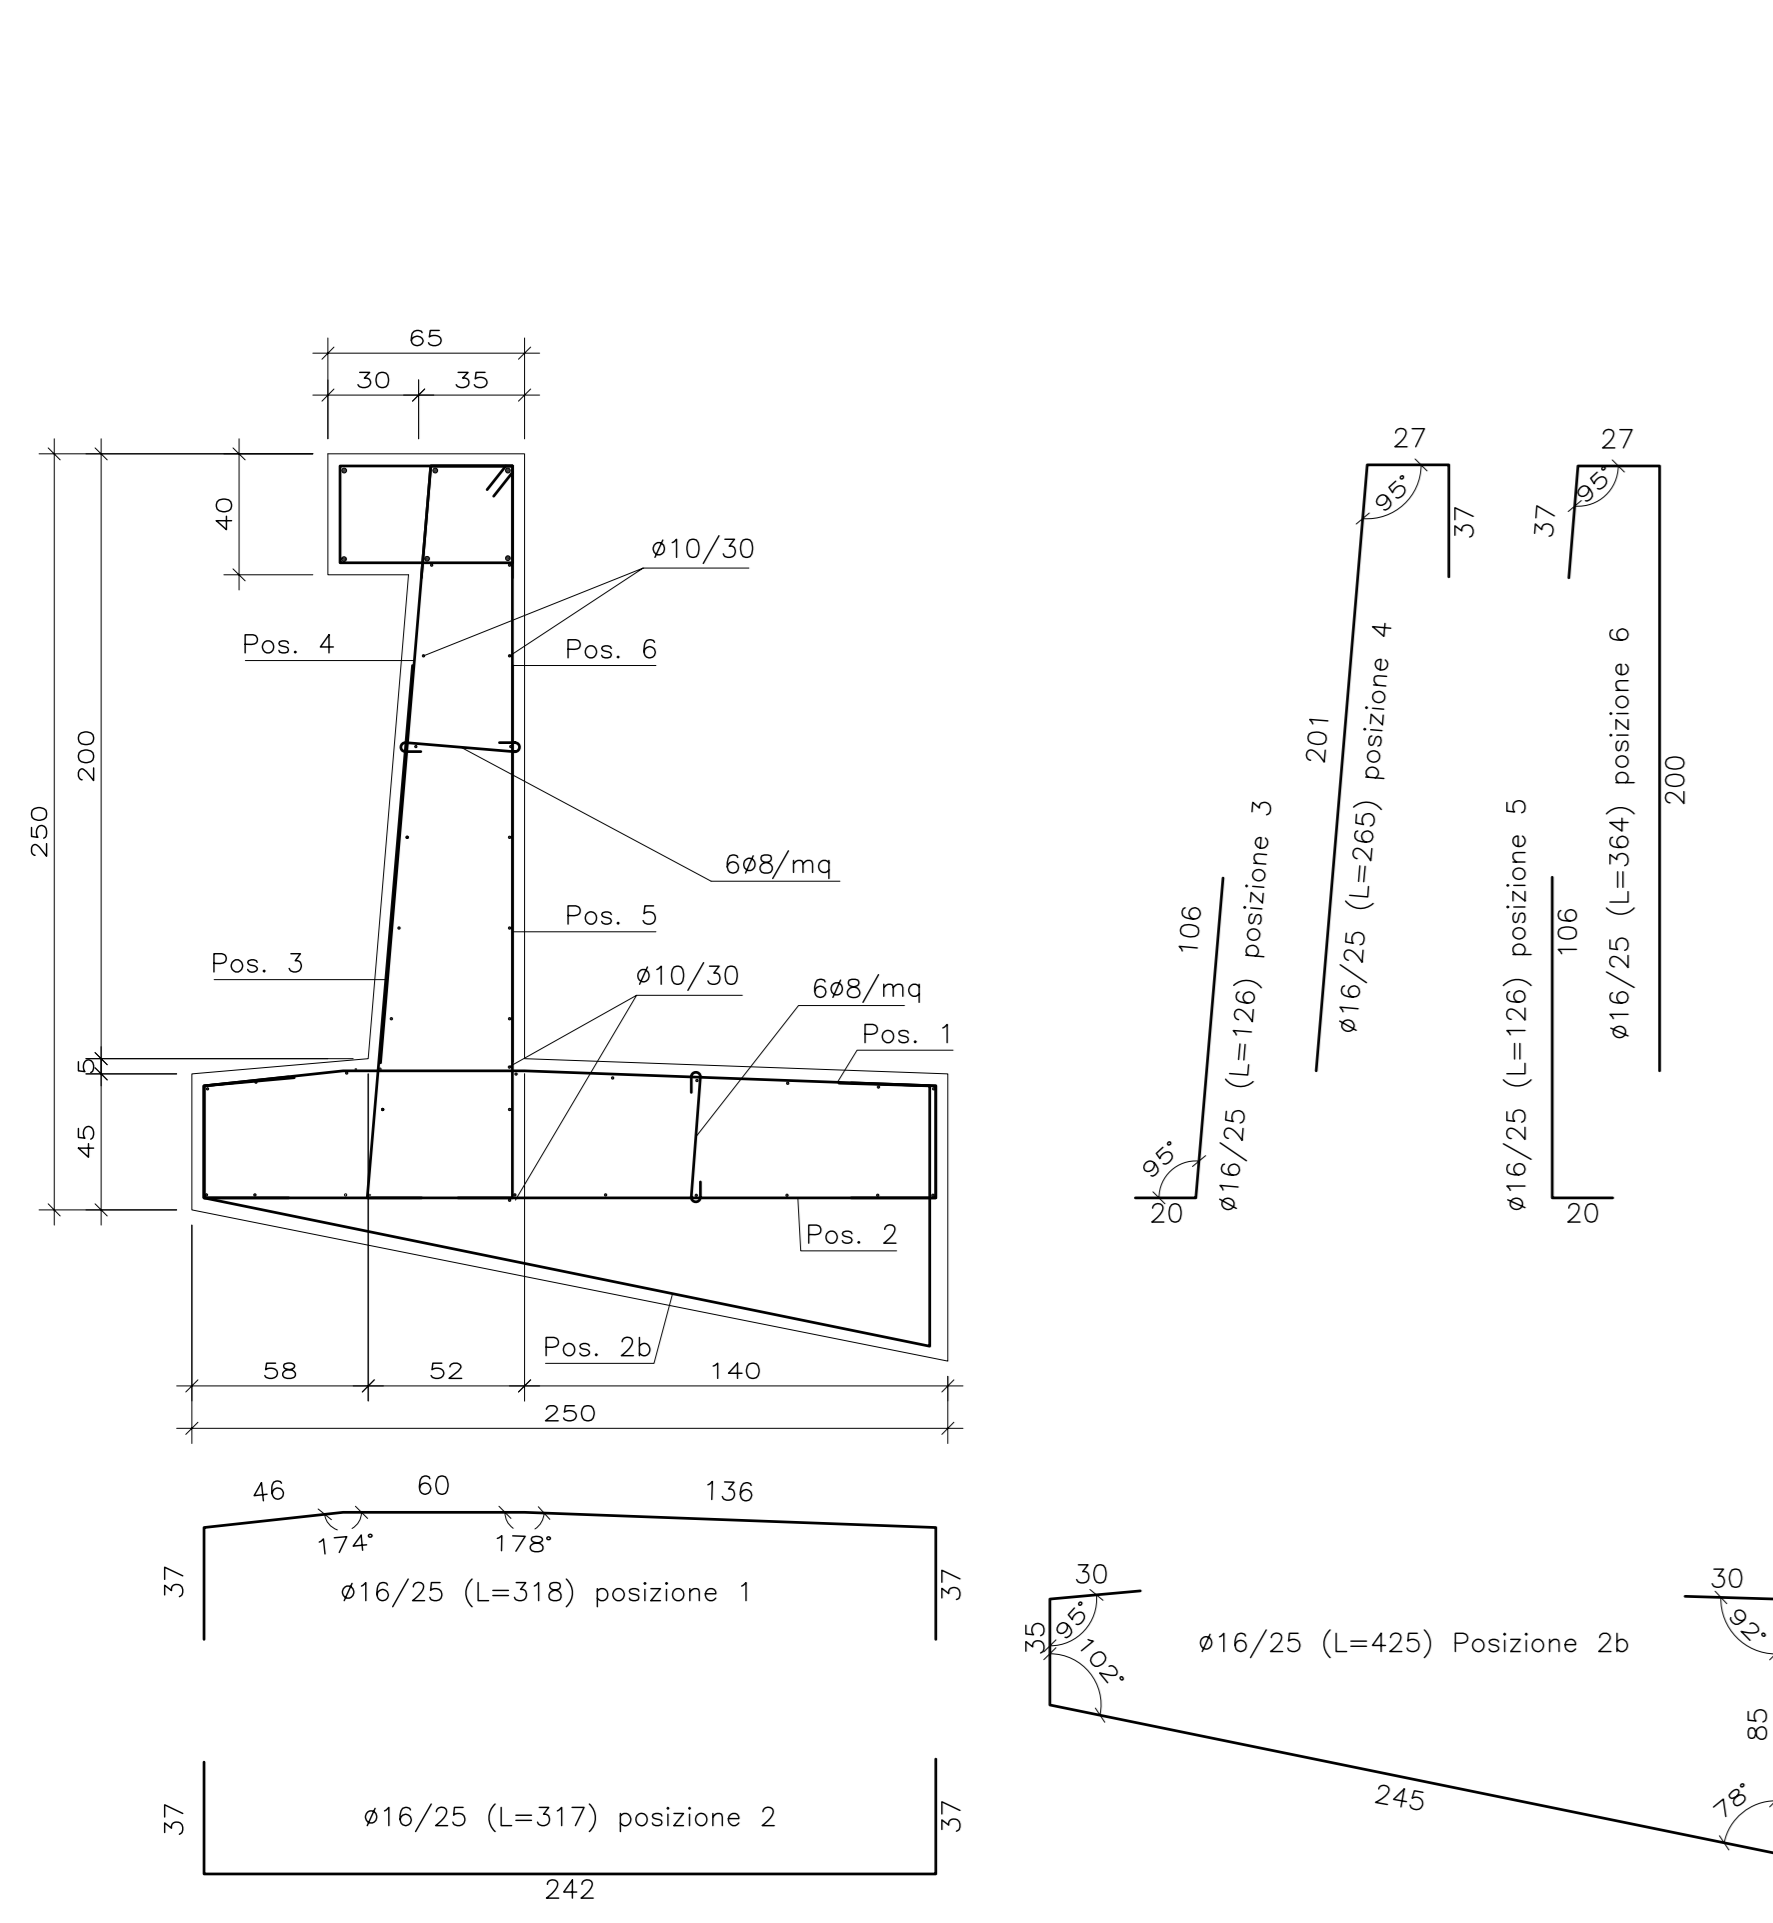 65
30
35
40
250
200
5
45
ø10/30
Pos. 4
Pos. 6
6ø8/mq
Pos. 5
Pos. 3
ø10/30
6ø8/mq
Pos. 1
Pos. 2
Pos. 2b
58
52
140
250
27
95°
37
201
ø16/25 (L=265) posizione 4
27
95°
37
200
ø16/25 (L=364) posizione 6
106
95°
20
ø16/25 (L=126) posizione 3
106
20
ø16/25 (L=126) posizione 5
46
60
136
174°
178°
37
37
ø16/25 (L=318) posizione 1
37
37
ø16/25 (L=317) posizione 2
242
30
95°
35
102°
ø16/25 (L=425) Posizione 2b
30
92°
85
78°
245